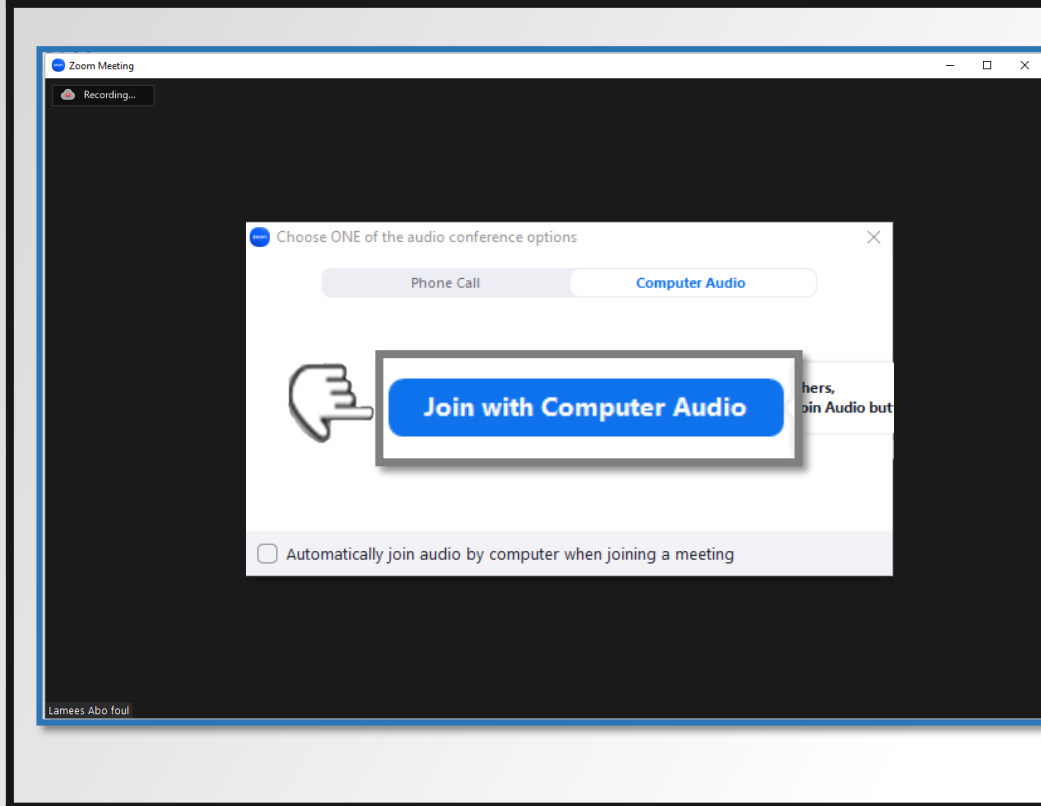 Zoom Meeting
Recording...
Choose ONE of the audio conference options
Phone Call
Computer Audio
Join with Computer Audio
hers,
oin Audio but
Automatically join audio by computer when joining a meeting
Lamees Abo foul